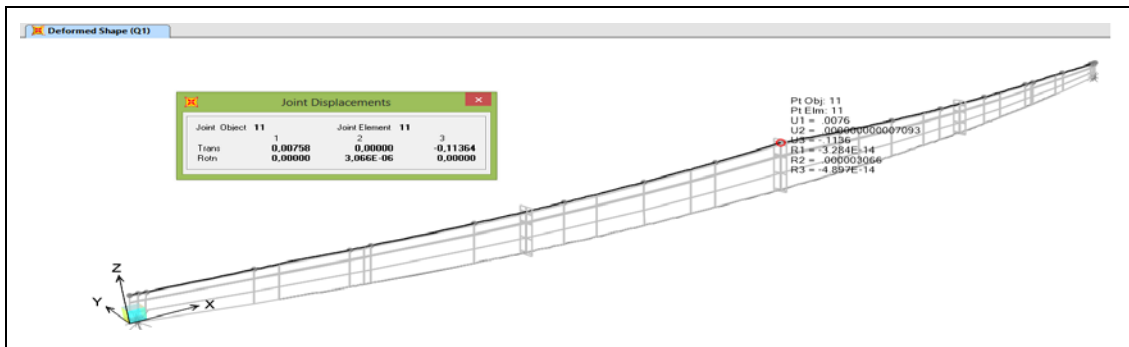 Deformed Shape (Q1)
Joint Displacements
Joint Object 11 Joint Element 11
1 2 3
Trans 0,00758 0,00000 -0,11364
Rotn 0,00000 3,066E-06 0,00000
Pt Obj: 11
Pt Elm: 11
U1 = .0076
U2 = .000000000007093
U3 = -.1136
R1 = -3.284E-14
R2 = .000003066
R3 = -4.897E-14
Z
Y
X